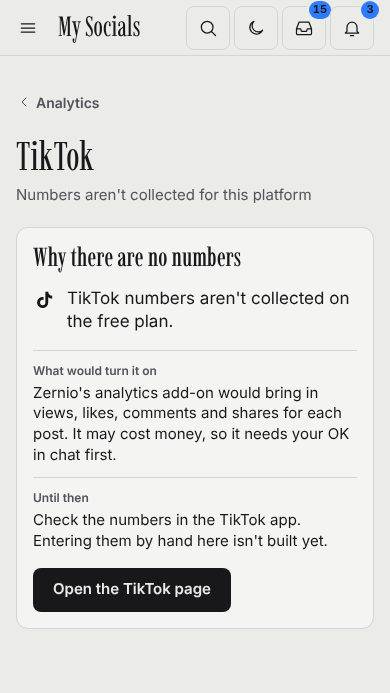 My Socials
15
3
Analytics
TikTok
Numbers aren't collected for this platform
Why there are no numbers
TikTok numbers aren't collected on
the free plan.
What would turn it on
Zernio's analytics add-on would bring in
views, likes, comments and shares for each
post. It may cost money, so it needs your OK
in chat first.
Until then
Check the numbers in the TikTok app.
Entering them by hand here isn't built yet.
Open the TikTok page